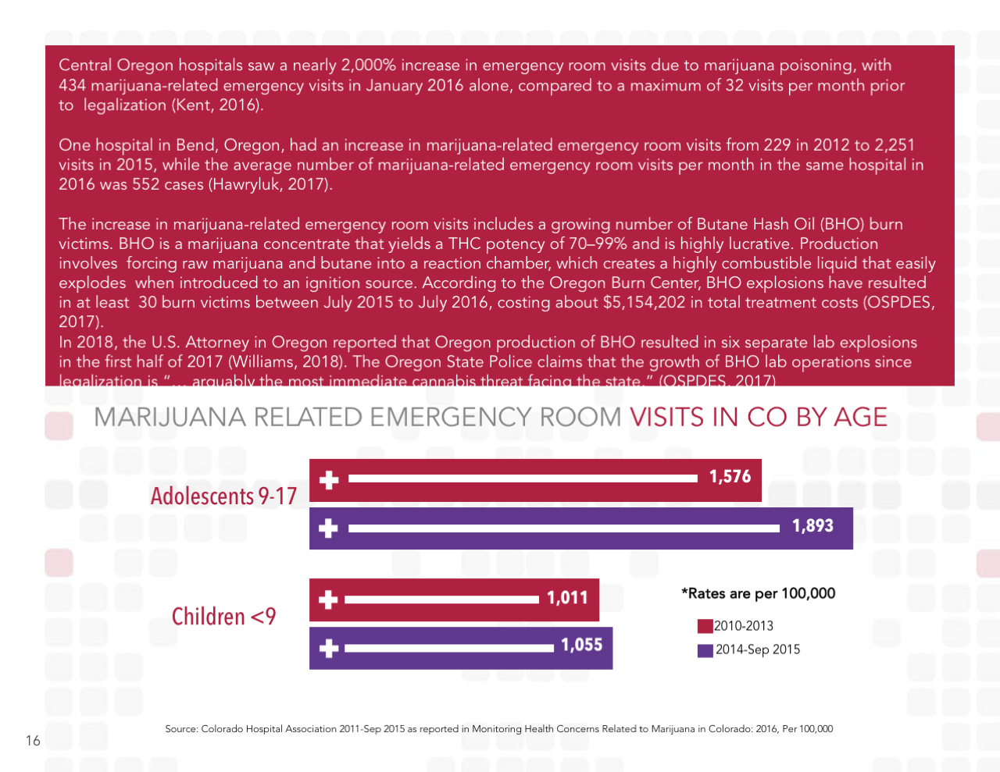 Central Oregon hospitals saw a nearly 2,000% increase in emergency room visits due to marijuana poisoning, with
434 marijuana-related emergency visits in January 2016 alone, compared to a maximum of 32 visits per month prior
to legalization (Kent, 2016).
One hospital in Bend, Oregon, had an increase in marijuana-related emergency room visits from 229 in 2012 to 2,251
visits in 2015, while the average number of marijuana-related emergency room visits per month in the same hospital in
2016 was 552 cases (Hawryluk, 2017).
The increase in marijuana-related emergency room visits includes a growing number of Butane Hash Oil (BHO) burn
victims. BHO is a marijuana concentrate that yields a THC potency of 70–99% and is highly lucrative. Production
involves forcing raw marijuana and butane into a reaction chamber, which creates a highly combustible liquid that easily
explodes when introduced to an ignition source. According to the Oregon Burn Center, BHO explosions have resulted
in at least 30 burn victims between July 2015 to July 2016, costing about $5,154,202 in total treatment costs (OSPDES,
2017).
In 2018, the U.S. Attorney in Oregon reported that Oregon production of BHO resulted in six separate lab explosions
in the first half of 2017 (Williams, 2018). The Oregon State Police claims that the growth of BHO lab operations since
legalization is “… arguably the most immediate cannabis threat facing the state.” (OSPDES, 2017)
MARIJUANA RELATED EMERGENCY ROOM VISITS IN CO BY AGE
1,576
Adolescents 9-17
1,893
1,011
*Rates are per 100,000
Children <9
2010-2013
1,055
2014-Sep 2015
Source: Colorado Hospital Association 2011-Sep 2015 as reported in Monitoring Health Concerns Related to Marijuana in Colorado: 2016, Per 100,000
16